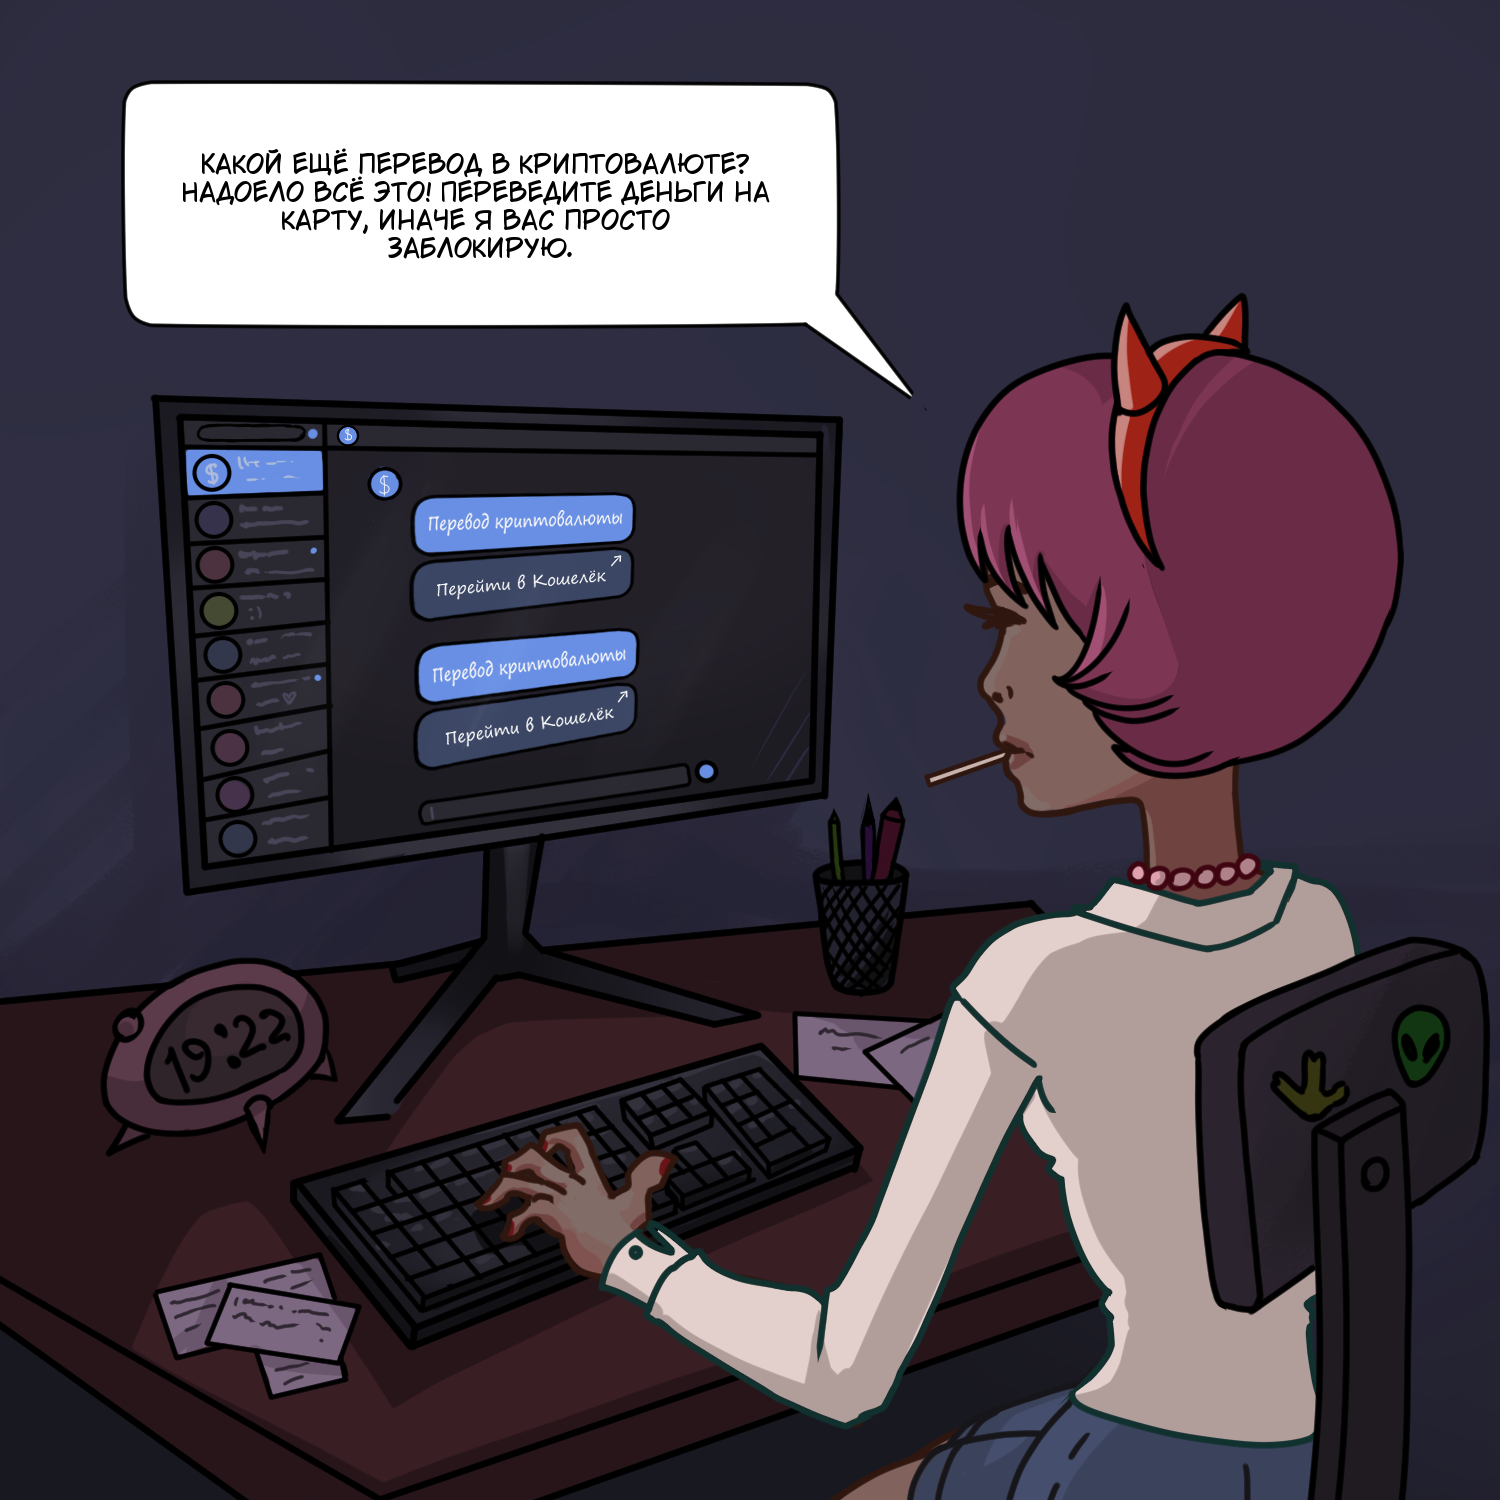 КАКОЙ ЕЩЁ ПЕРЕВОД В КРИПТОВАЛЮТЕ?
НАДОЕЛО ВСЁ ЭТО! ПЕРЕВЕДИТЕ ДЕНЬГИ НА
КАРТУ, ИНАЧЕ Я ВАС ПРОСТО
ЗАБЛОКИРУЮ.
$
$
$
Перевод криптовалюты
Перейти в Кошелёк
:)
Перевод криптовалюты
Перейти в Кошелёк
19:22